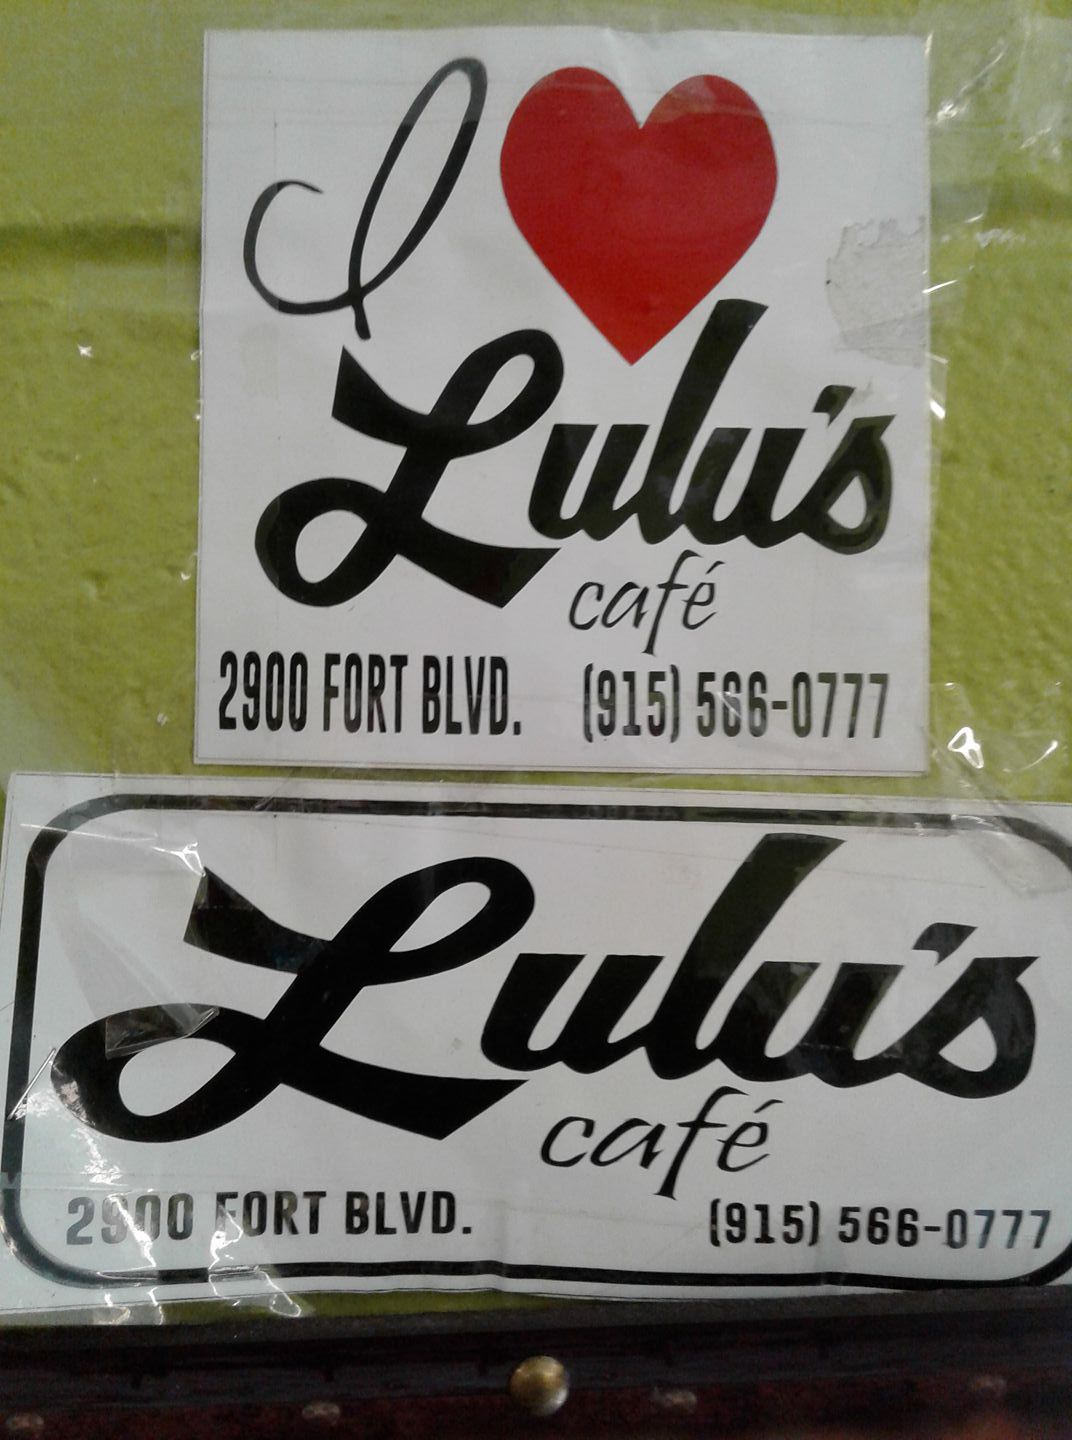 I ♥
Lulu's
café
2900 FORT BLVD. (915) 566-0777
Lulu's
café
2900 FORT BLVD. (915) 566-0777